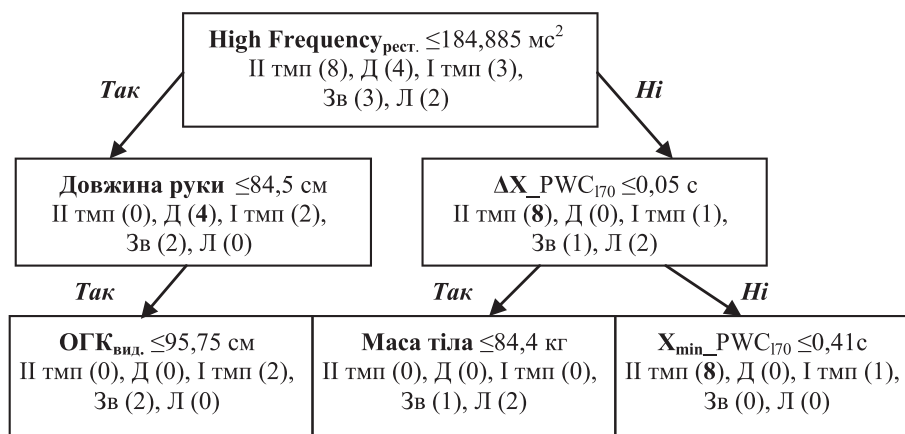 High Frequencyрест. ≤184,885 мс²
ІІ тмп (8), Д (4), І тмп (3),
Зв (3), Л (2)
Так
Ні
Довжина руки ≤84,5 см
ІІ тмп (0), Д (4), І тмп (2),
Зв (2), Л (0)
ΔX_PWC170 ≤0,05 с
ІІ тмп (8), Д (0), І тмп (1),
Зв (1), Л (2)
Так
Так
Ні
ОГКвид. ≤95,75 см
ІІ тмп (0), Д (0), І тмп (2),
Зв (2), Л (0)
Маса тіла ≤84,4 кг
ІІ тмп (0), Д (0), І тмп (0),
Зв (1), Л (2)
Xmin_PWC170 ≤0,41с
ІІ тмп (8), Д (0), І тмп (1),
Зв (0), Л (0)